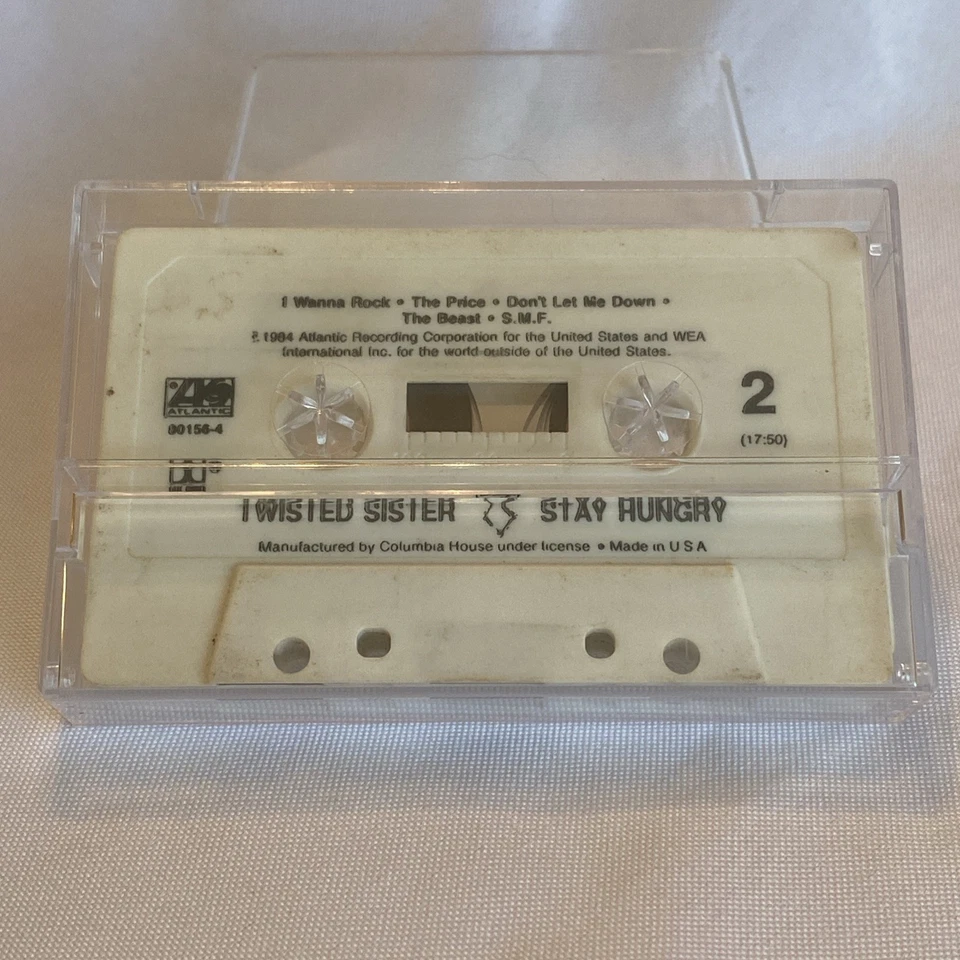 I Wanna Rock • The Price • Don't Let Me Down •
The Beast • S.M.F.
℗ 1984 Atlantic Recording Corporation for the United States and WEA
International Inc. for the world outside of the United States.
ATLANTIC
80156-4
2
(17:50)
TWISTED SISTER STAY HUNGRY
Manufactured by Columbia House under license • Made in U S A